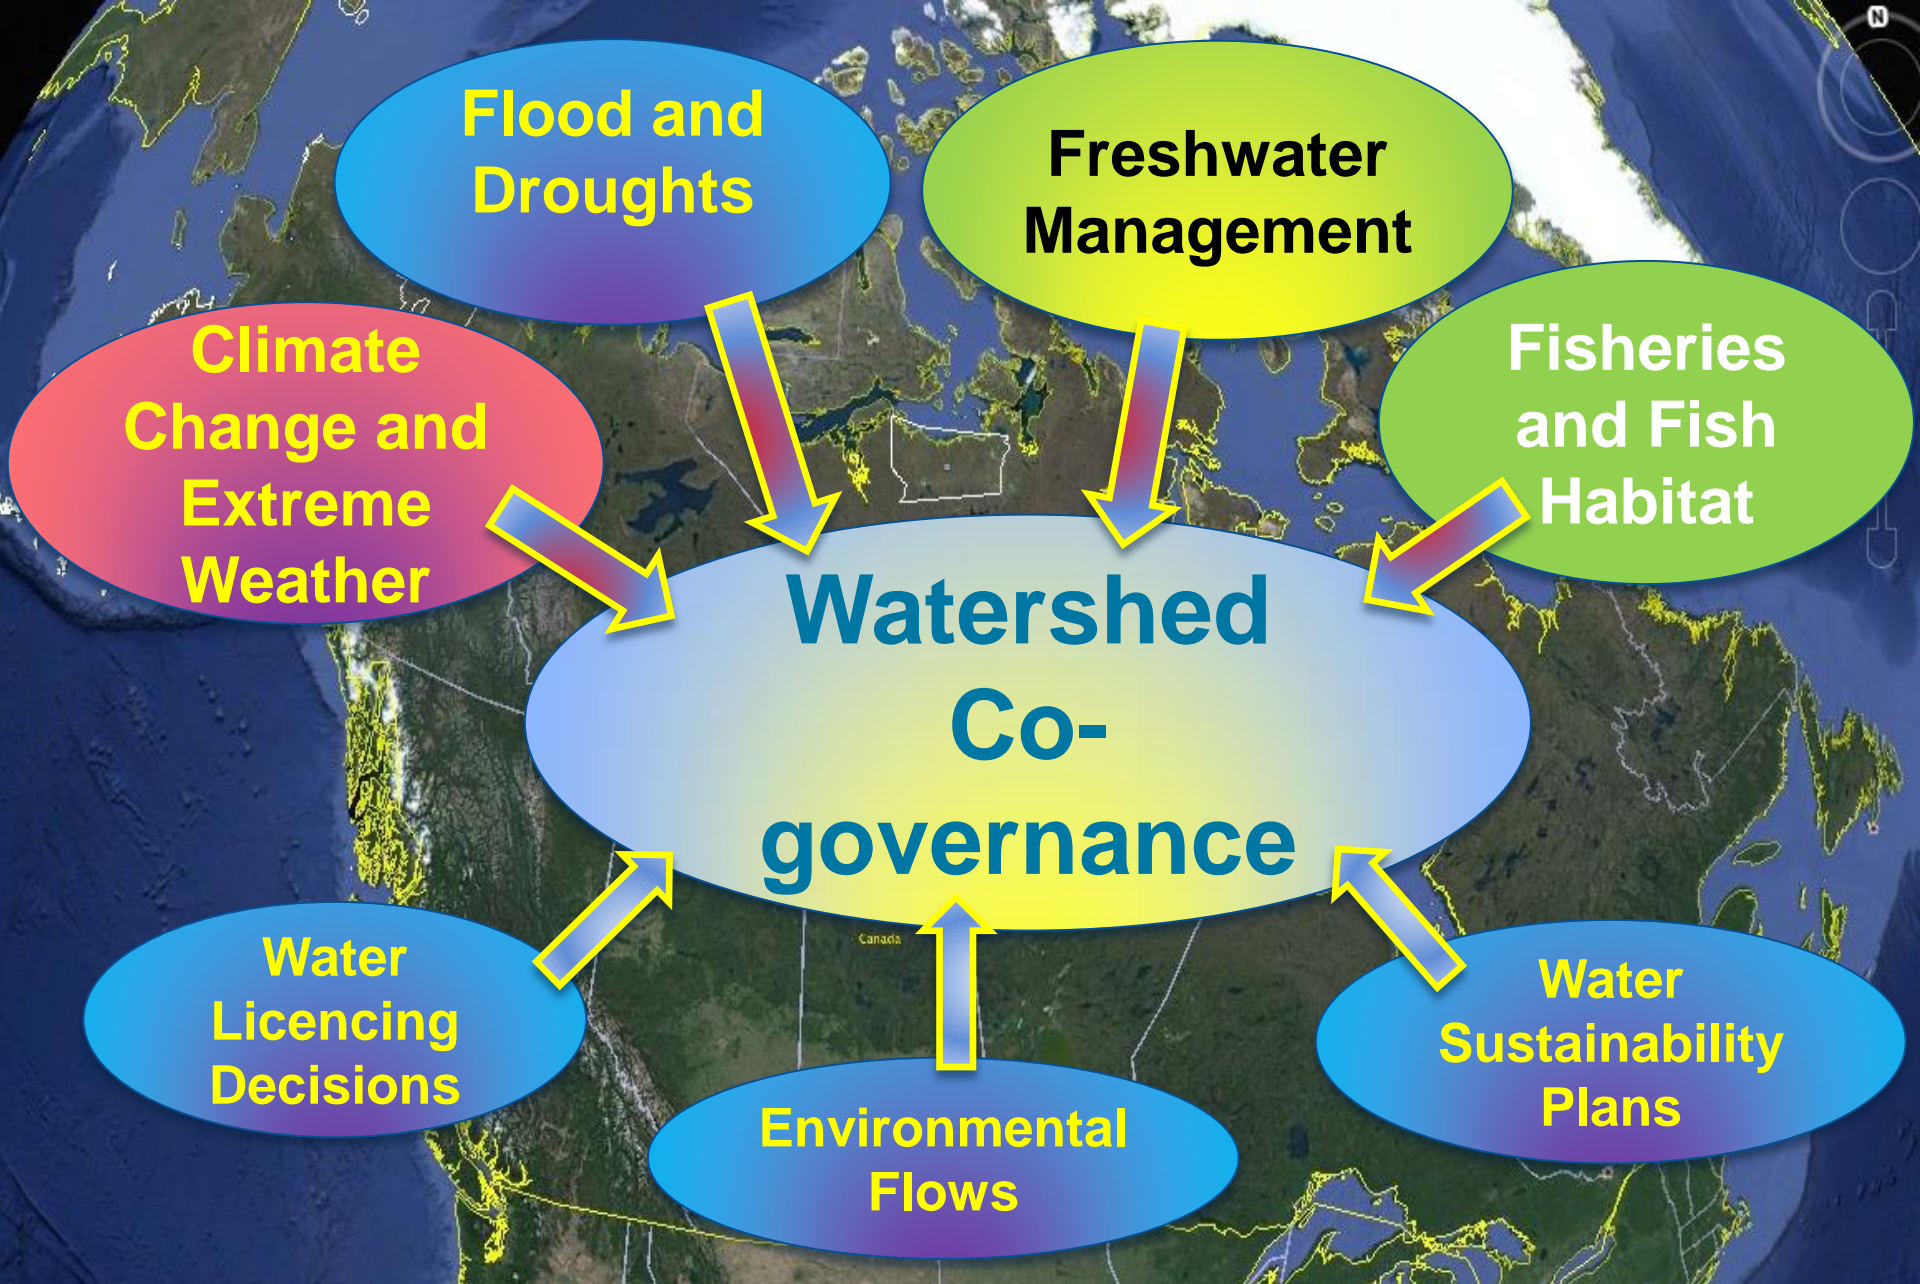 N
Flood and
Droughts
Freshwater
Management
Climate
Change and
Extreme
Weather
Fisheries
and Fish
Habitat
Watershed
Co-
governance
Canada
Water
Licencing
Decisions
Environmental
Flows
Water
Sustainability
Plans